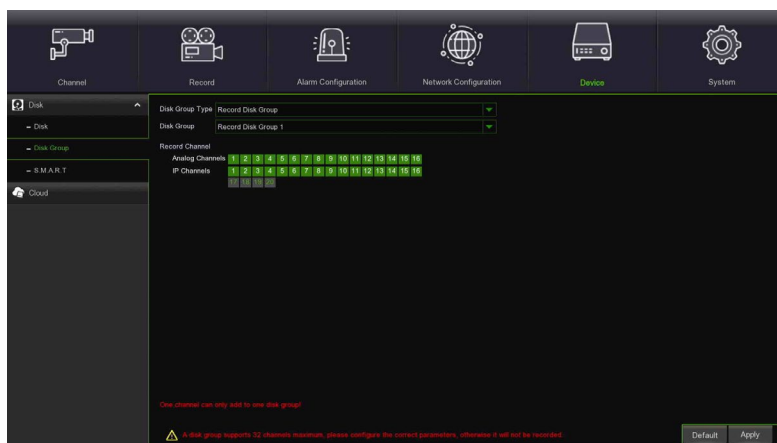 Channel Record Alarm Configuration Network Configuration Device System
Disk
Disk Group Type Record Disk Group
– Disk
Disk Group Record Disk Group 1
– Disk Group
Record Channel
Analog Channels 1 2 3 4 5 6 7 8 9 10 11 12 13 14 15 16
– S.M.A.R.T
IP Channels 1 2 3 4 5 6 7 8 9 10 11 12 13 14 15 16
17 18 19 20
Cloud
One channel can only add to one disk group!
A disk group supports 32 channels maximum, please configure the correct parameters, otherwise it will not be recorded.
Default Apply